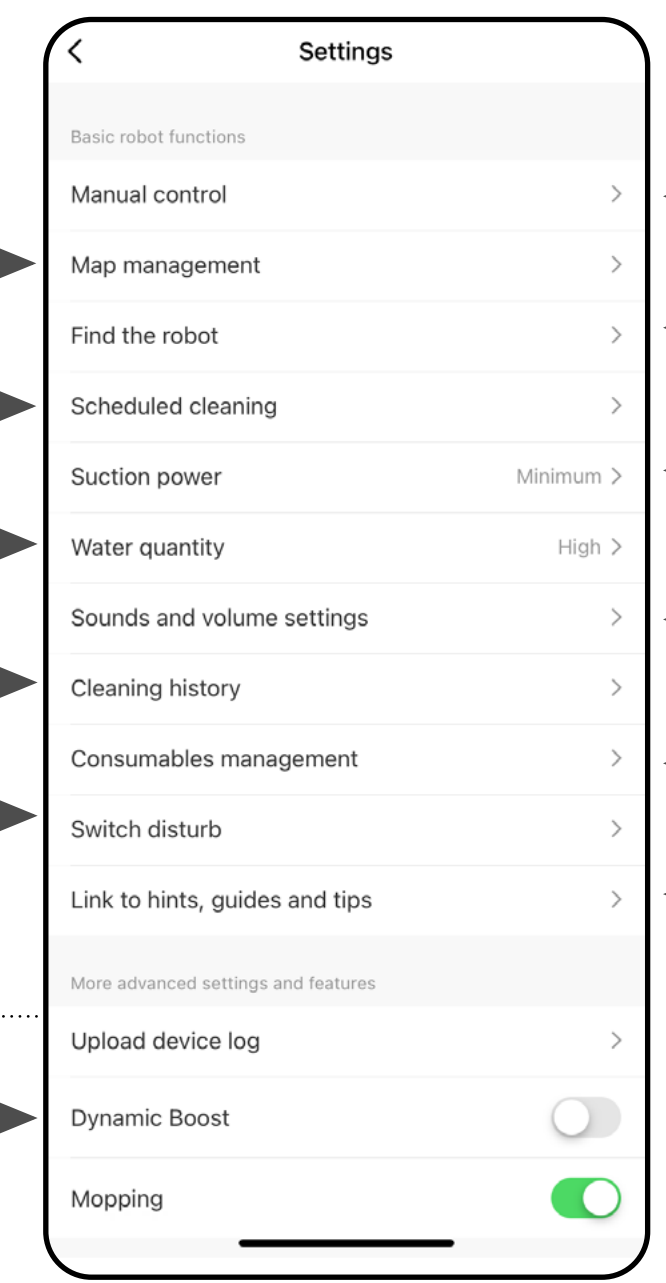 Settings
Basic robot functions
Manual control
Map management
Find the robot
Scheduled cleaning
Suction power Minimum
Water quantity High
Sounds and volume settings
Cleaning history
Consumables management
Switch disturb
Link to hints, guides and tips
More advanced settings and features
Upload device log
Dynamic Boost
Mopping